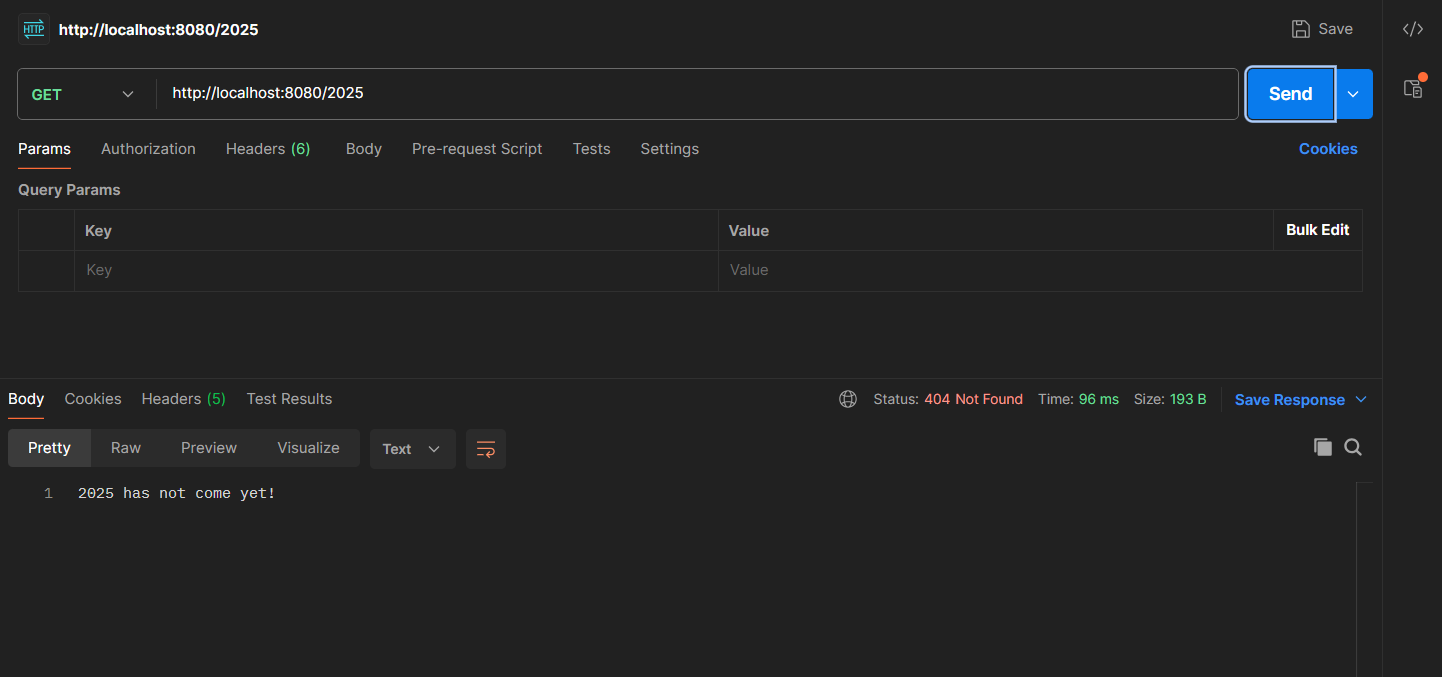 HTTP http://localhost:8080/2025 Save
GET http://localhost:8080/2025 Send
Params Authorization Headers (6) Body Pre-request Script Tests Settings Cookies
Query Params
Key Value Bulk Edit
Key Value
Body Cookies Headers (5) Test Results Status: 404 Not Found Time: 96 ms Size: 193 B Save Response
Pretty Raw Preview Visualize Text
1 2025 has not come yet!